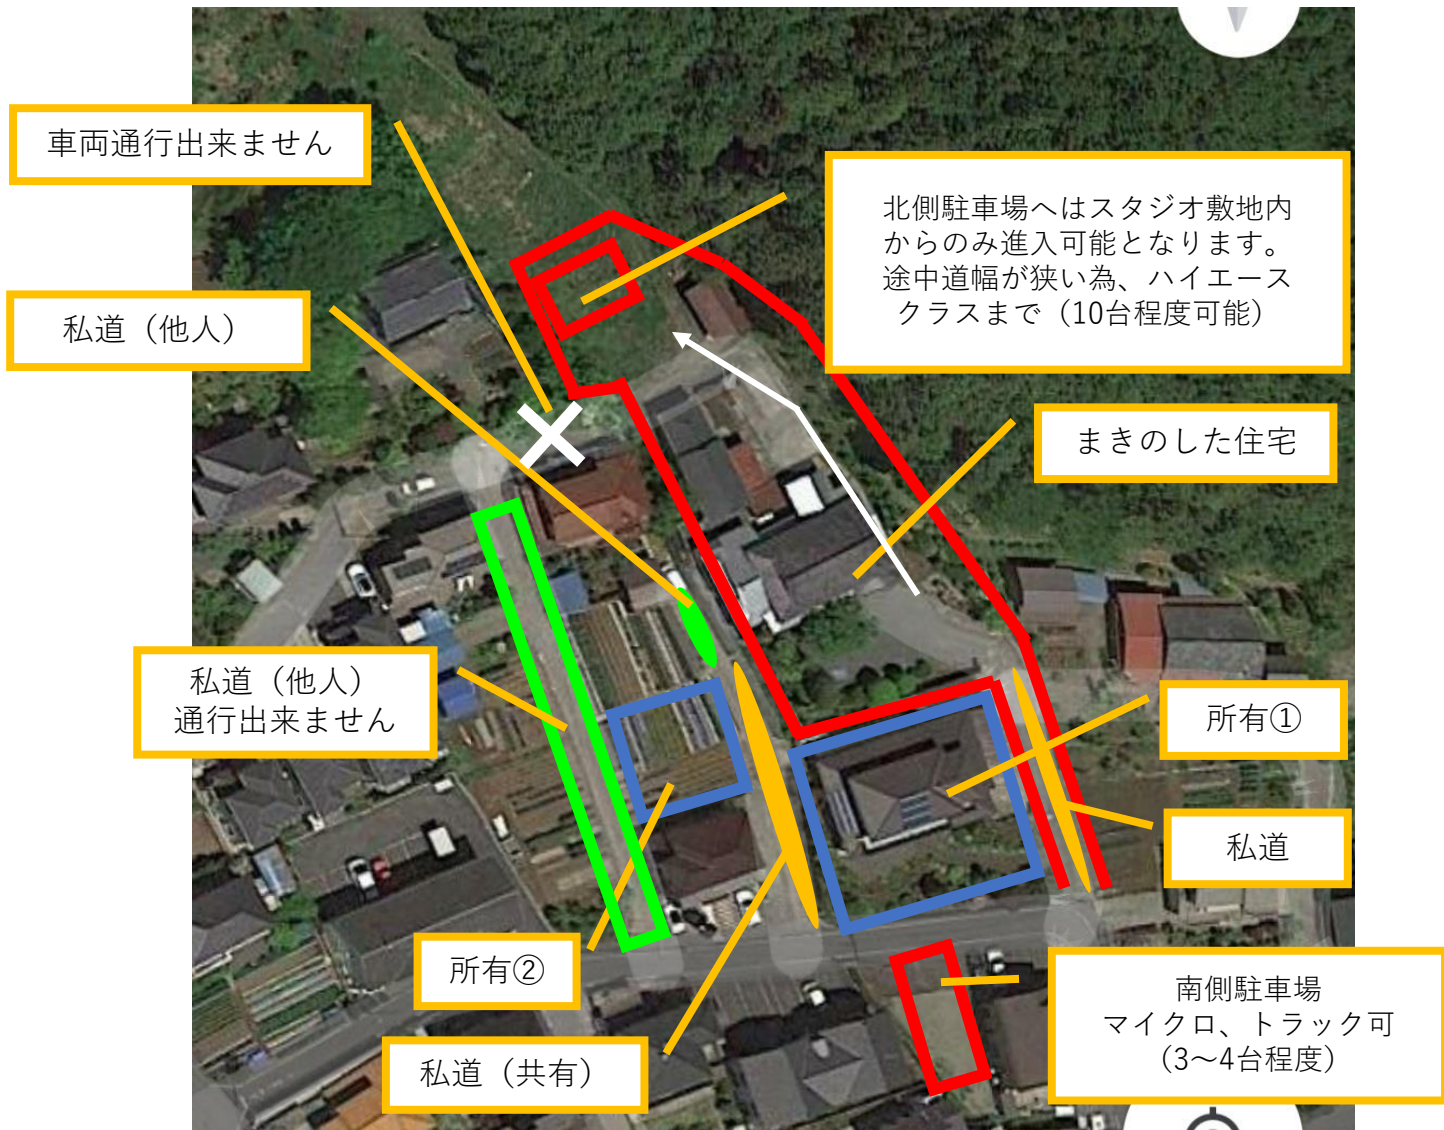 車両通行出来ません
北側駐車場へはスタジオ敷地内
からのみ進入可能となります。
途中道幅が狭い為、ハイエース
クラスまで（10台程度可能）
私道（他人）
まきのした住宅
私道（他人）
通行出来ません
所有①
私道
所有②
南側駐車場
マイクロ、トラック可
（3～4台程度）
私道（共有）